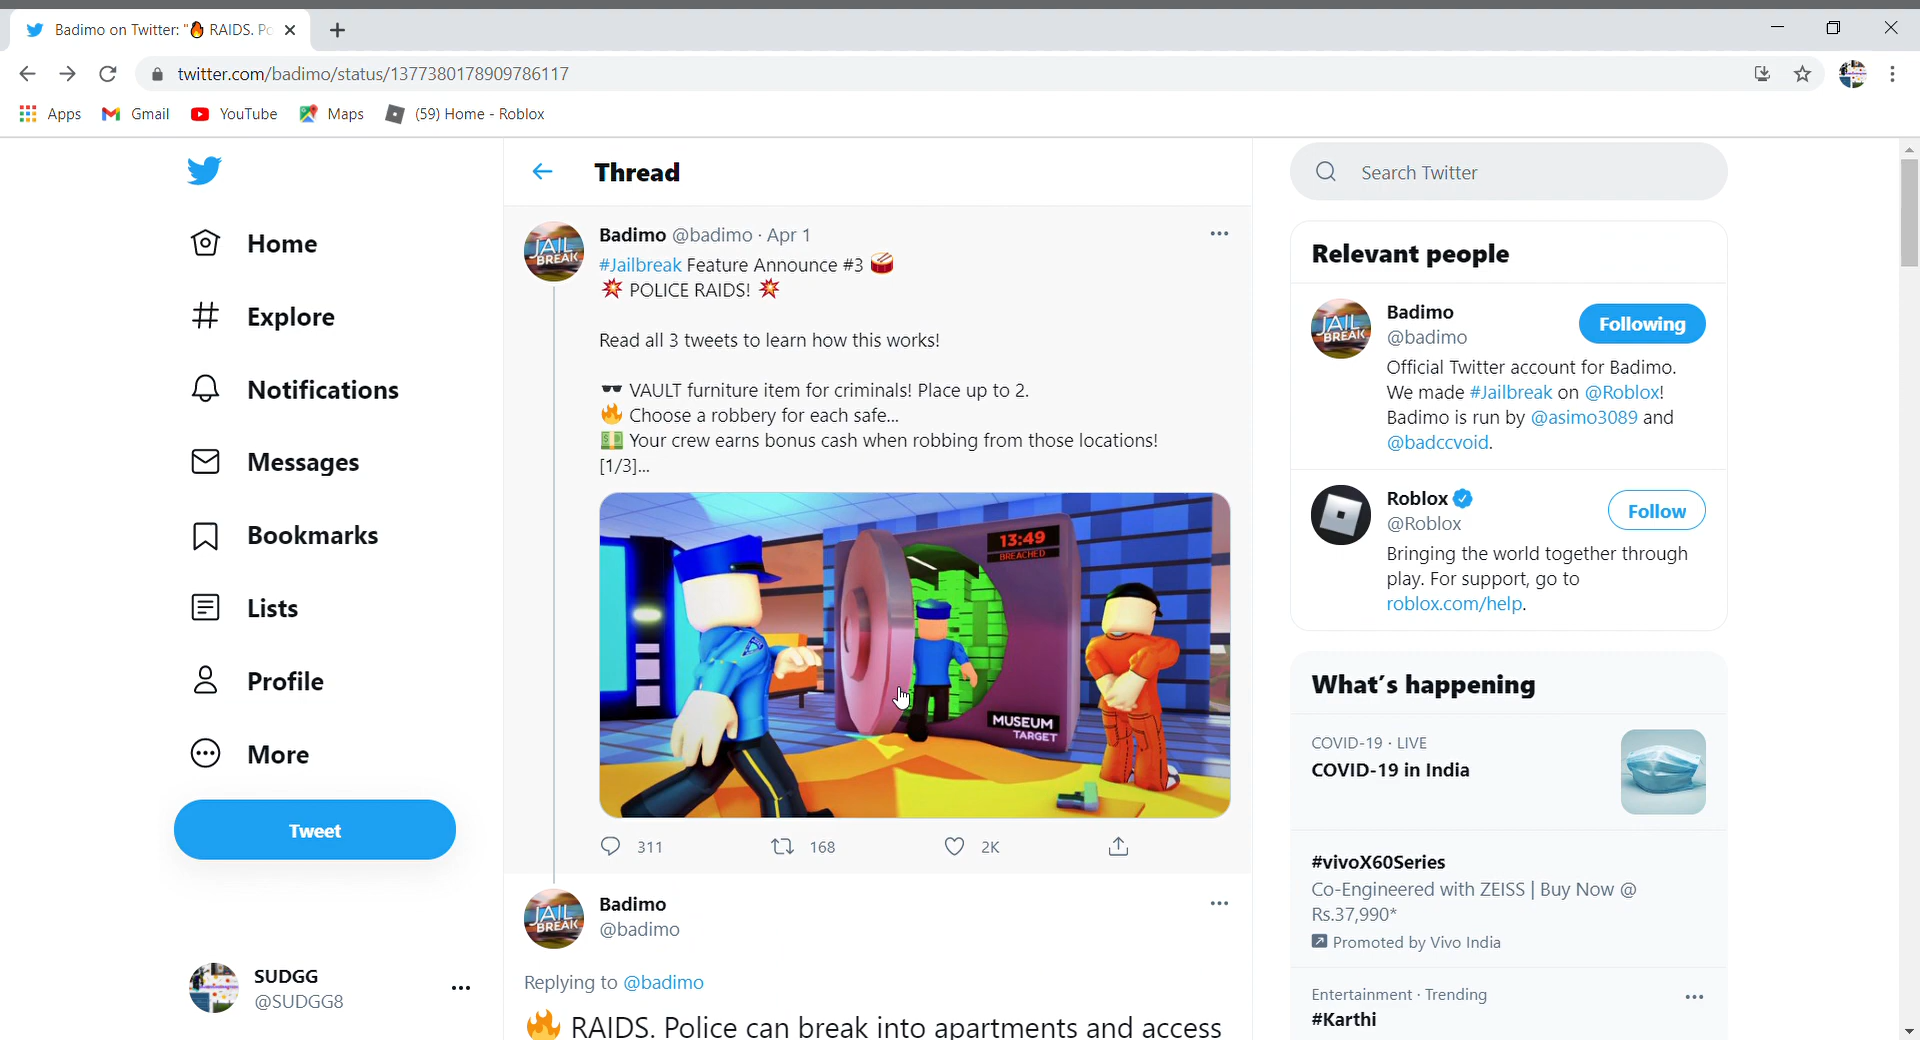 Badimo on Twitter: "🔥 RAIDS. Po
twitter.com/badimo/status/1377380178909786117
Apps
Gmail
YouTube
Maps
(59) Home - Roblox
Home
Explore
Notifications
Messages
Bookmarks
Lists
Profile
More
Tweet
SUDGG
@SUDGG8
Thread
Badimo @badimo · Apr 1
#Jailbreak Feature Announce #3 🥁
💥 POLICE RAIDS! 💥
Read all 3 tweets to learn how this works!
🕶️ VAULT furniture item for criminals! Place up to 2.
🔥 Choose a robbery for each safe...
💵 Your crew earns bonus cash when robbing from those locations!
[1/3]...
JAIL
BREAK
13:49
BREACHED
MUSEUM
TARGET
311
168
2K
Badimo
@badimo
JAIL
BREAK
Replying to @badimo
🔥 RAIDS. Police can break into apartments and access
Search Twitter
Relevant people
JAIL
BREAK
Badimo
@badimo
Following
Official Twitter account for Badimo.
We made #Jailbreak on @Roblox!
Badimo is run by @asimo3089 and
@badccvoid.
Roblox
@Roblox
Follow
Bringing the world together through
play. For support, go to
roblox.com/help.
What's happening
COVID-19 · LIVE
COVID-19 in India
#vivoX60Series
Co-Engineered with ZEISS | Buy Now @
Rs.37,990*
Promoted by Vivo India
Entertainment · Trending
#Karthi